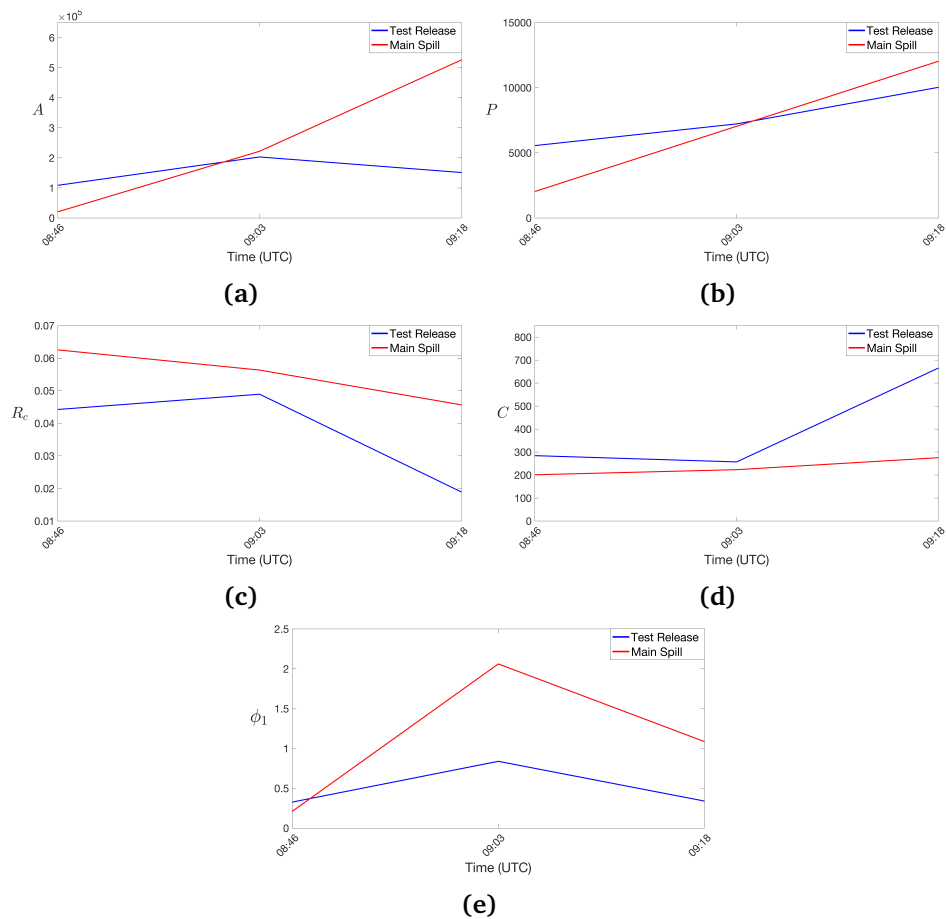 ×10⁵
6
5
4
3
2
1
0
A
Test Release
Main Spill
08:46
09:03
09:18
Time (UTC)
(a)
15000
10000
5000
0
P
Test Release
Main Spill
08:46
09:03
09:18
Time (UTC)
(b)
0.07
0.06
0.05
0.04
0.03
0.02
0.01
R_c
Test Release
Main Spill
08:46
09:03
09:18
Time (UTC)
(c)
800
700
600
500
400
300
200
100
0
C
Test Release
Main Spill
08:46
09:03
09:18
Time (UTC)
(d)
2.5
2
1.5
1
0.5
0
ϕ₁
Test Release
Main Spill
08:46
09:03
09:18
Time (UTC)
(e)